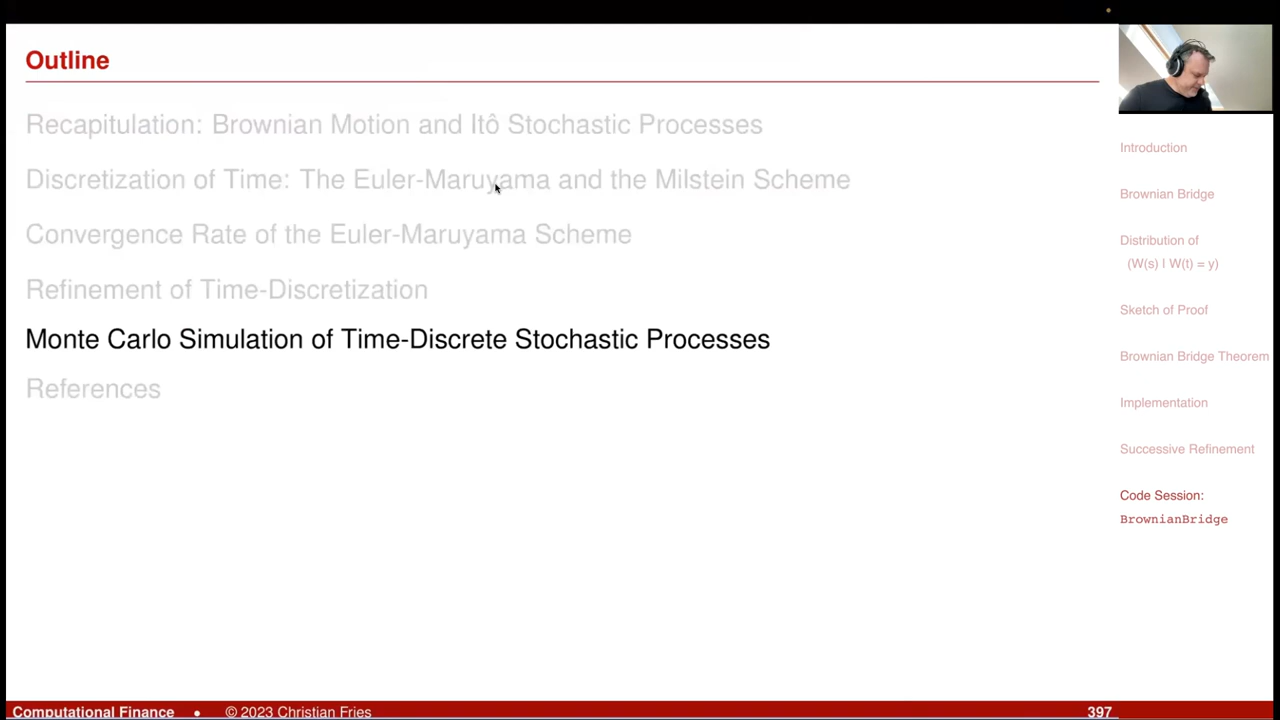 Outline
Recapitulation: Brownian Motion and Itô Stochastic Processes
Discretization of Time: The Euler-Maruyama and the Milstein Scheme
Convergence Rate of the Euler-Maruyama Scheme
Refinement of Time-Discretization
Monte Carlo Simulation of Time-Discrete Stochastic Processes
References
Introduction
Brownian Bridge
Distribution of
(W(s) | W(t) = y)
Sketch of Proof
Brownian Bridge Theorem
Implementation
Successive Refinement
Code Session:
BrownianBridge
Computational Finance • © 2023 Christian Fries 397